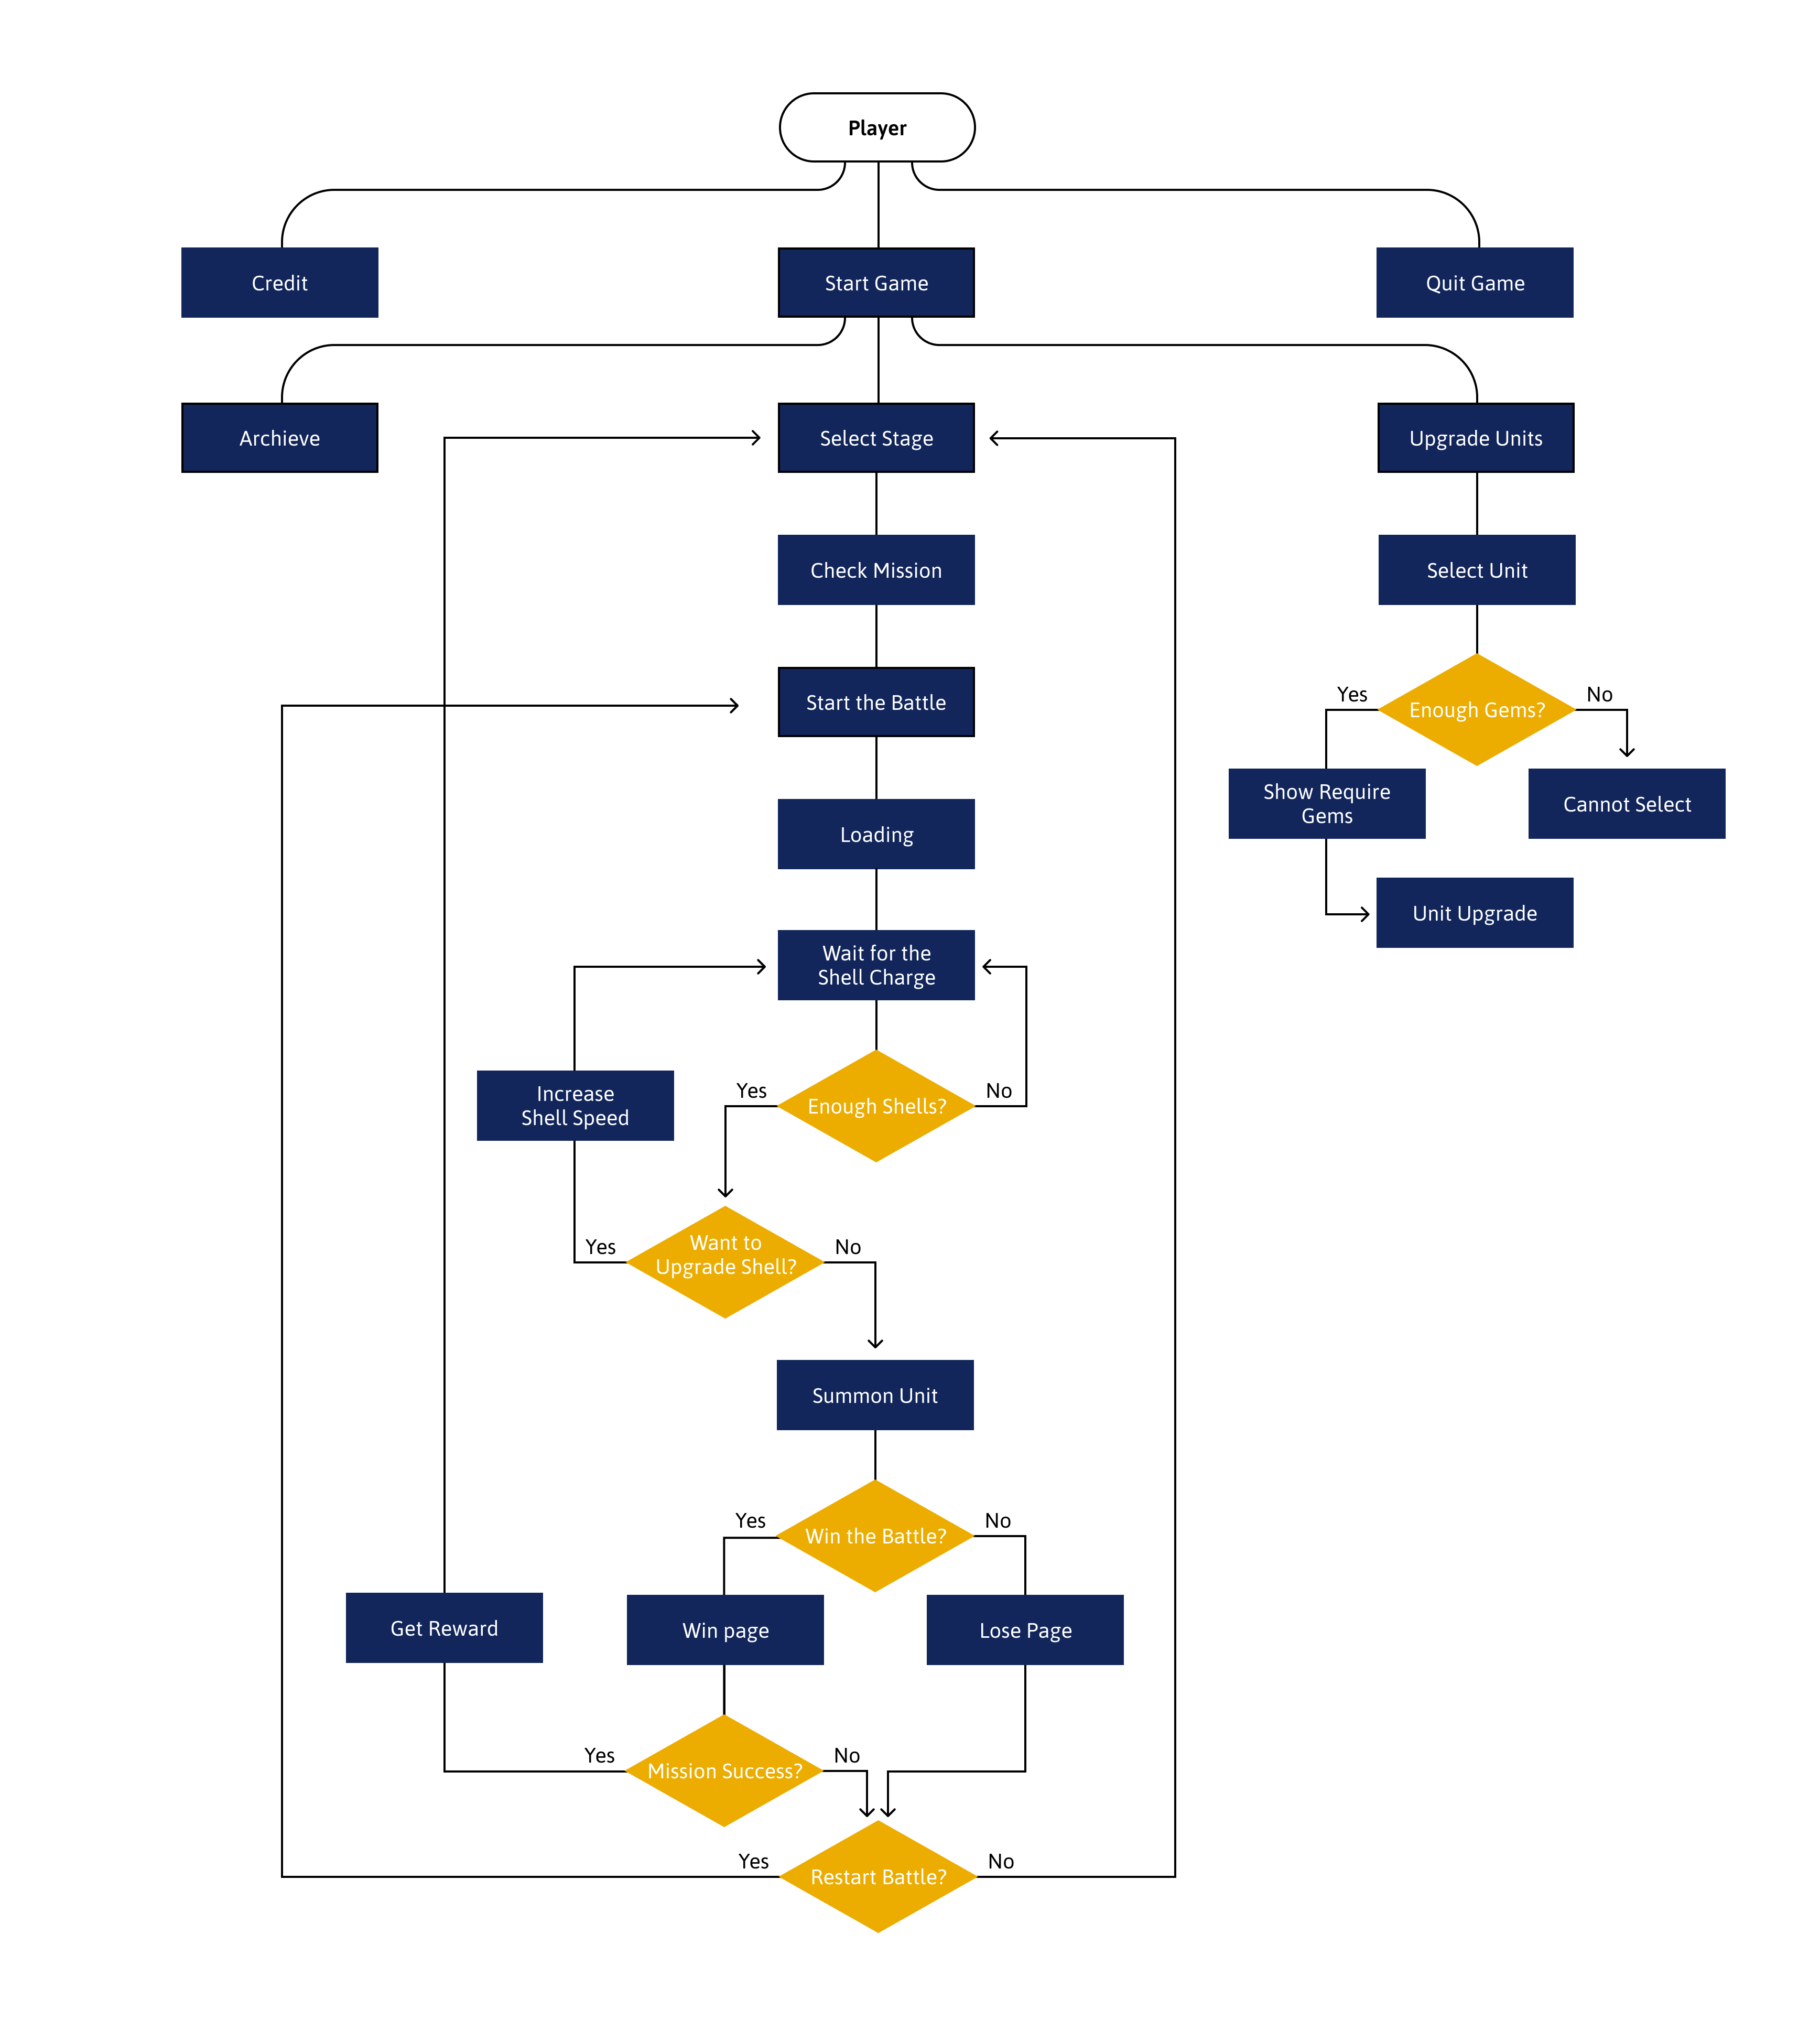 Player
Credit
Start Game
Quit Game
Archieve
Select Stage
Upgrade Units
Check Mission
Select Unit
Start the Battle
Yes
Enough Gems?
No
Show Require
Gems
Cannot Select
Loading
Unit Upgrade
Wait for the
Shell Charge
Increase
Shell Speed
Yes
Enough Shells?
No
Yes
Want to
Upgrade Shell?
No
Summon Unit
Yes
Win the Battle?
No
Get Reward
Win page
Lose Page
Yes
Mission Success?
No
Yes
Restart Battle?
No